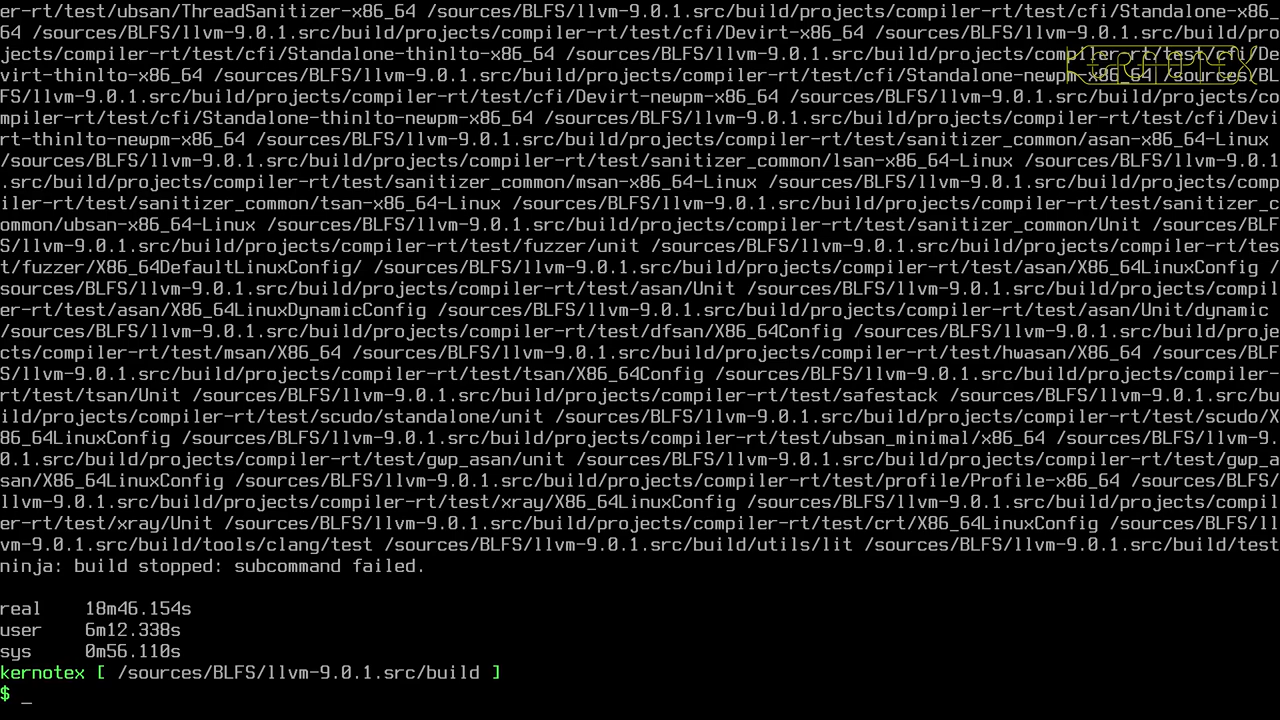 er-rt/test/ubsan/ThreadSanitizer-x86_64 /sources/BLFS/llvm-9.0.1.src/build/projects/compiler-rt/test/cfi/Standalone-x86_
64 /sources/BLFS/llvm-9.0.1.src/build/projects/compiler-rt/test/cfi/Devirt-x86_64 /sources/BLFS/llvm-9.0.1.src/build/pro
jects/compiler-rt/test/cfi/Standalone-thinlto-x86_64 /sources/BLFS/llvm-9.0.1.src/build/projects/compiler-rt/test/cfi/De
virt-thinlto-x86_64 /sources/BLFS/llvm-9.0.1.src/build/projects/compiler-rt/test/cfi/Standalone-newpm-x86_64 /sources/BL
FS/llvm-9.0.1.src/build/projects/compiler-rt/test/cfi/Devirt-newpm-x86_64 /sources/BLFS/llvm-9.0.1.src/build/projects/co
mpiler-rt/test/cfi/Standalone-thinlto-newpm-x86_64 /sources/BLFS/llvm-9.0.1.src/build/projects/compiler-rt/test/cfi/Devi
rt-thinlto-newpm-x86_64 /sources/BLFS/llvm-9.0.1.src/build/projects/compiler-rt/test/sanitizer_common/asan-x86_64-Linux
/sources/BLFS/llvm-9.0.1.src/build/projects/compiler-rt/test/sanitizer_common/lsan-x86_64-Linux /sources/BLFS/llvm-9.0.1
.src/build/projects/compiler-rt/test/sanitizer_common/msan-x86_64-Linux /sources/BLFS/llvm-9.0.1.src/build/projects/comp
iler-rt/test/sanitizer_common/tsan-x86_64-Linux /sources/BLFS/llvm-9.0.1.src/build/projects/compiler-rt/test/sanitizer_c
ommon/ubsan-x86_64-Linux /sources/BLFS/llvm-9.0.1.src/build/projects/compiler-rt/test/sanitizer_common/Unit /sources/BLF
S/llvm-9.0.1.src/build/projects/compiler-rt/test/fuzzer/unit /sources/BLFS/llvm-9.0.1.src/build/projects/compiler-rt/tes
t/fuzzer/X86_64DefaultLinuxConfig/ /sources/BLFS/llvm-9.0.1.src/build/projects/compiler-rt/test/asan/X86_64LinuxConfig /
sources/BLFS/llvm-9.0.1.src/build/projects/compiler-rt/test/asan/Unit /sources/BLFS/llvm-9.0.1.src/build/projects/compil
er-rt/test/asan/X86_64LinuxDynamicConfig /sources/BLFS/llvm-9.0.1.src/build/projects/compiler-rt/test/asan/Unit/dynamic
/sources/BLFS/llvm-9.0.1.src/build/projects/compiler-rt/test/dfsan/X86_64Config /sources/BLFS/llvm-9.0.1.src/build/proje
cts/compiler-rt/test/msan/X86_64 /sources/BLFS/llvm-9.0.1.src/build/projects/compiler-rt/test/hwasan/X86_64 /sources/BLF
S/llvm-9.0.1.src/build/projects/compiler-rt/test/tsan/X86_64Config /sources/BLFS/llvm-9.0.1.src/build/projects/compiler-
rt/test/tsan/Unit /sources/BLFS/llvm-9.0.1.src/build/projects/compiler-rt/test/safestack /sources/BLFS/llvm-9.0.1.src/bu
ild/projects/compiler-rt/test/scudo/standalone/unit /sources/BLFS/llvm-9.0.1.src/build/projects/compiler-rt/test/scudo/X
86_64LinuxConfig /sources/BLFS/llvm-9.0.1.src/build/projects/compiler-rt/test/ubsan_minimal/x86_64 /sources/BLFS/llvm-9.
0.1.src/build/projects/compiler-rt/test/gwp_asan/unit /sources/BLFS/llvm-9.0.1.src/build/projects/compiler-rt/test/gwp_a
san/X86_64LinuxConfig /sources/BLFS/llvm-9.0.1.src/build/projects/compiler-rt/test/profile/Profile-x86_64 /sources/BLFS/
llvm-9.0.1.src/build/projects/compiler-rt/test/xray/X86_64LinuxConfig /sources/BLFS/llvm-9.0.1.src/build/projects/compil
er-rt/test/xray/Unit /sources/BLFS/llvm-9.0.1.src/build/projects/compiler-rt/test/crt/X86_64LinuxConfig /sources/BLFS/ll
vm-9.0.1.src/build/tools/clang/test /sources/BLFS/llvm-9.0.1.src/build/utils/lit /sources/BLFS/llvm-9.0.1.src/build/test
ninja: build stopped: subcommand failed.
real 18m46.154s
user 6m12.338s
sys 0m56.110s
kernotex [ /sources/BLFS/llvm-9.0.1.src/build ]
$ _
KERNOTEX